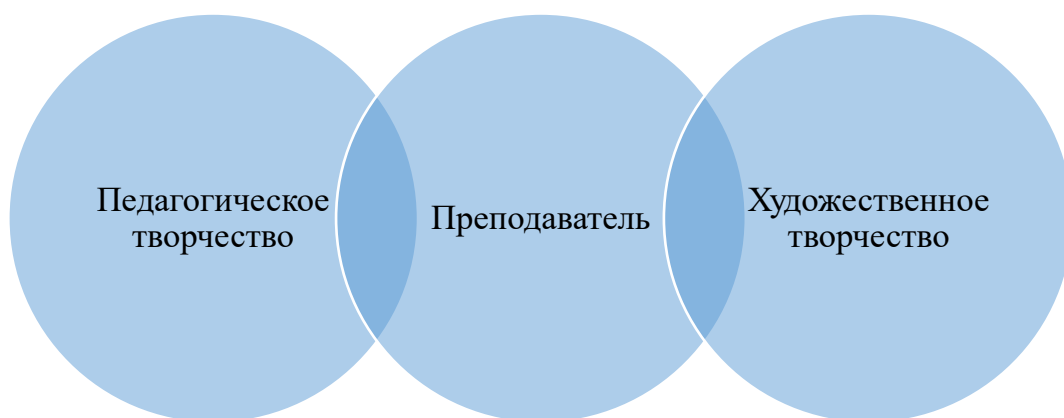 Педагогическое
творчество
Преподаватель
Художественное
творчество